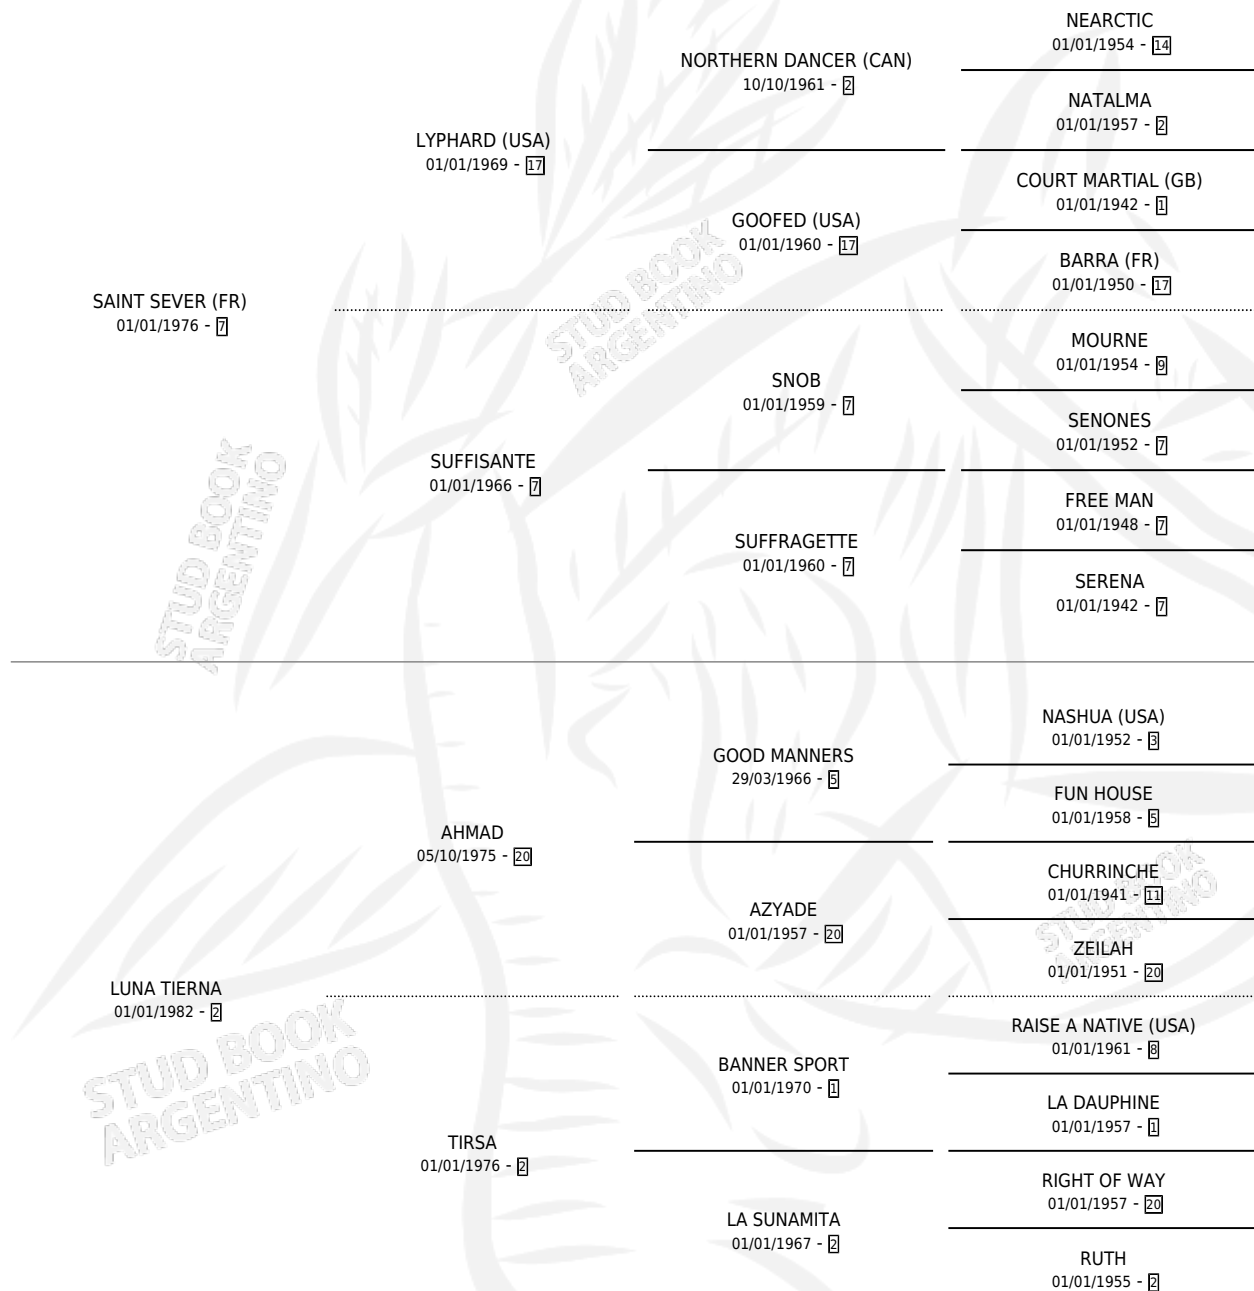 SAINT SEVER (FR)
01/01/1976 - 7
LYPHARD (USA)
01/01/1969 - 17
NORTHERN DANCER (CAN)
10/10/1961 - 2
NEARCTIC
01/01/1954 - 14
NATALMA
01/01/1957 - 2
GOOFED (USA)
01/01/1960 - 17
COURT MARTIAL (GB)
01/01/1942 - 1
BARRA (FR)
01/01/1950 - 17
SUFFISANTE
01/01/1966 - 7
SNOB
01/01/1959 - 7
MOURNE
01/01/1954 - 9
SENONES
01/01/1952 - 7
SUFFRAGETTE
01/01/1960 - 7
FREE MAN
01/01/1948 - 7
SERENA
01/01/1942 - 7
LUNA TIERNA
01/01/1982 - 2
AHMAD
05/10/1975 - 20
GOOD MANNERS
29/03/1966 - 5
NASHUA (USA)
01/01/1952 - 3
FUN HOUSE
01/01/1958 - 5
AZYADE
01/01/1957 - 20
CHURRINCHE
01/01/1941 - 11
ZEILAH
01/01/1951 - 20
TIRSA
01/01/1976 - 2
BANNER SPORT
01/01/1970 - 1
RAISE A NATIVE (USA)
01/01/1961 - 8
LA DAUPHINE
01/01/1957 - 1
LA SUNAMITA
01/01/1967 - 2
RIGHT OF WAY
01/01/1957 - 20
RUTH
01/01/1955 - 2
STUD BOOK
ARGENTINO
STUD BOOK
ARGENTINO
STUD BOOK
ARGENTINO
STUD BOOK
ARGENTINO